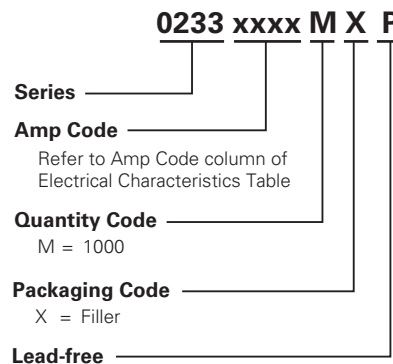 0233 xxxx M X P
Series
Amp Code
Refer to Amp Code column of
Electrical Characteristics Table
Quantity Code
M = 1000
Packaging Code
X = Filler
Lead-free